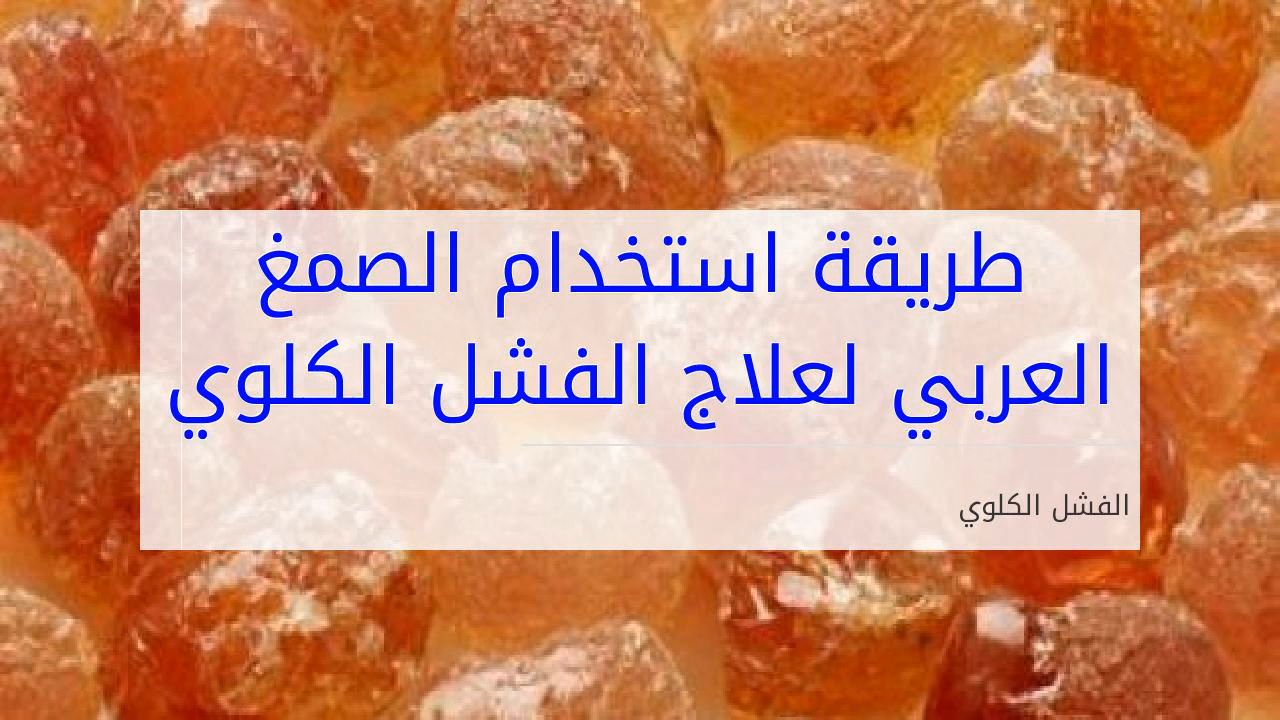 طريقة استخدام الصمغ
العربي لعلاج الفشل الكلوي
الفشل الكلوي